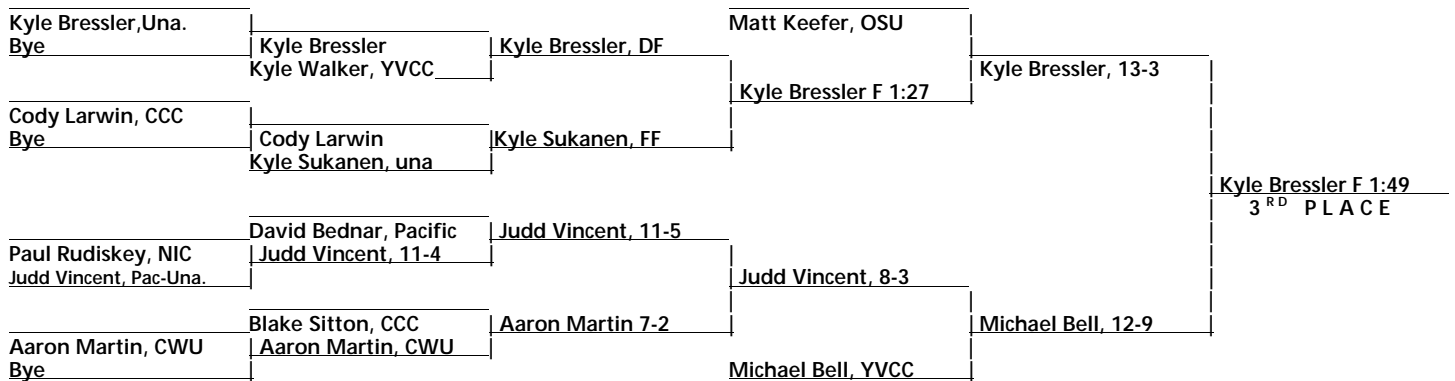 Kyle Bressler,Una. Matt Keefer, OSU
Bye | Kyle Bressler | Kyle Bressler, DF
Kyle Walker, YVCC | Kyle Bressler, 13-3
| Kyle Bressler F 1:27
Cody Larwin, CCC
Bye | Cody Larwin |Kyle Sukanen, FF
Kyle Sukanen, una
| Kyle Bressler F 1:49
3RD PLACE
David Bednar, Pacific | Judd Vincent, 11-5
Paul Rudiskey, NIC | Judd Vincent, 11-4
Judd Vincent, Pac-Una. | Judd Vincent, 8-3
Blake Sitton, CCC | Aaron Martin 7-2 | Michael Bell, 12-9
Aaron Martin, CWU | Aaron Martin, CWU
Bye Michael Bell, YVCC